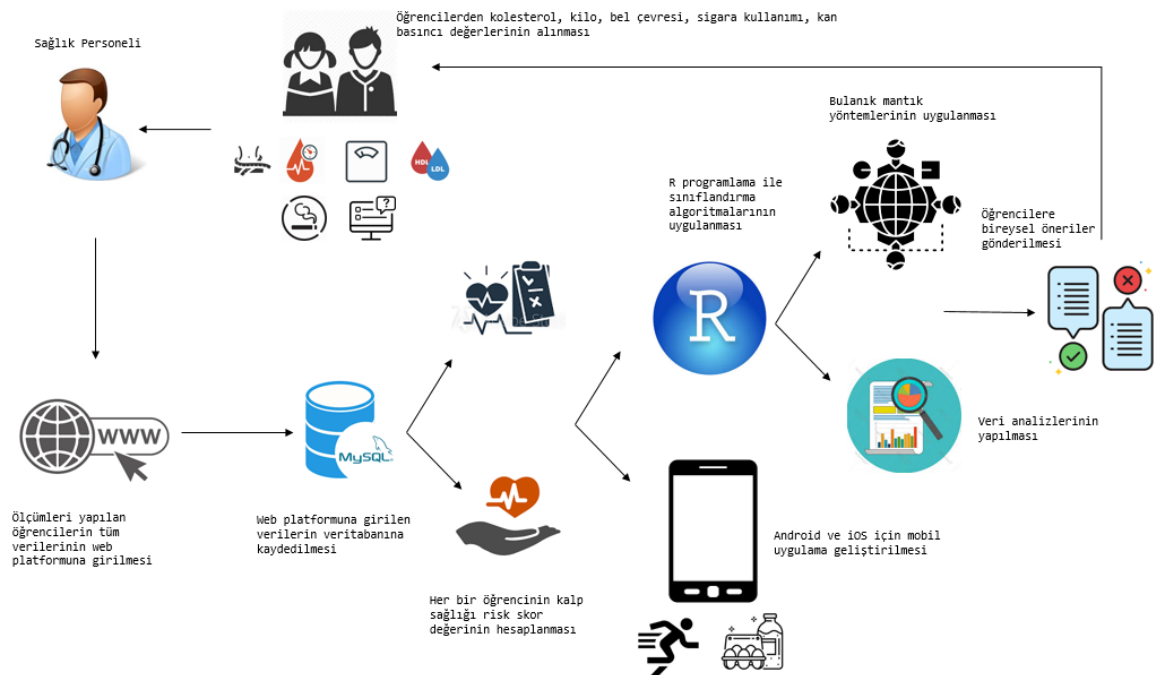 Öğrencilerden kolesterol, kilo, bel çevresi, sigara kullanımı, kan
basıncı değerlerinin alınması
Sağlık Personeli
HDL
LDL
?
Bulanık mantık
yöntemlerinin uygulanması
R programlama ile
sınıflandırma
algoritmalarının
uygulanması
Öğrencilere
bireysel öneriler
gönderilmesi
R
WWW
MySQL
Veri analizlerinin
yapılması
Ölçümleri yapılan
öğrencilerin tüm
verilerinin web
platformuna girilmesi
Web platformuna girilen
verilerin veritabanına
kaydedilmesi
Her bir öğrencinin kalp
sağlığı risk skor
değerinin hesaplanması
Android ve iOS için mobil
uygulama geliştirilmesi